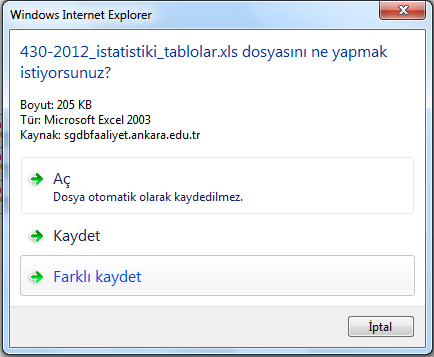 Windows Internet Explorer
430-2012_istatistiki_tablolar.xls dosyasını ne yapmak
istiyorsunuz?
Boyut: 205 KB
Tür: Microsoft Excel 2003
Kaynak: sgdbfaaliyet.ankara.edu.tr
Aç
Dosya otomatik olarak kaydedilmez.
Kaydet
Farklı kaydet
İptal